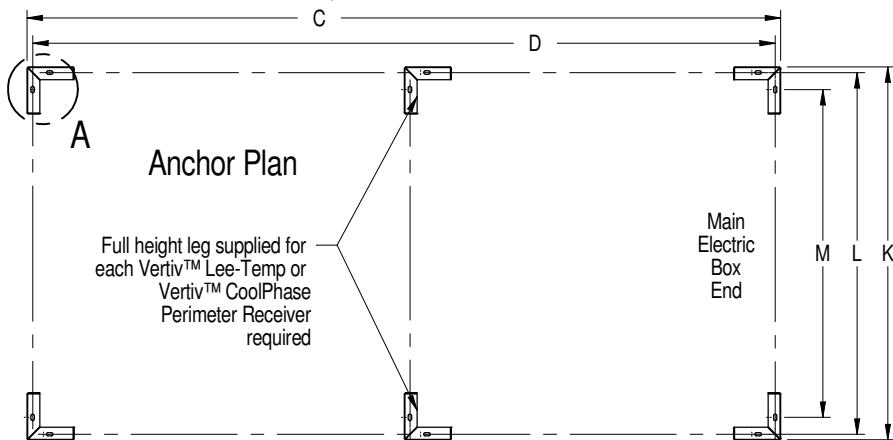 C
D
A
Anchor Plan
Full height leg supplied for
each Vertiv™ Lee-Temp or
Vertiv™ CoolPhase
Perimeter Receiver
required
Main
Electric
Box
End
M
L
K